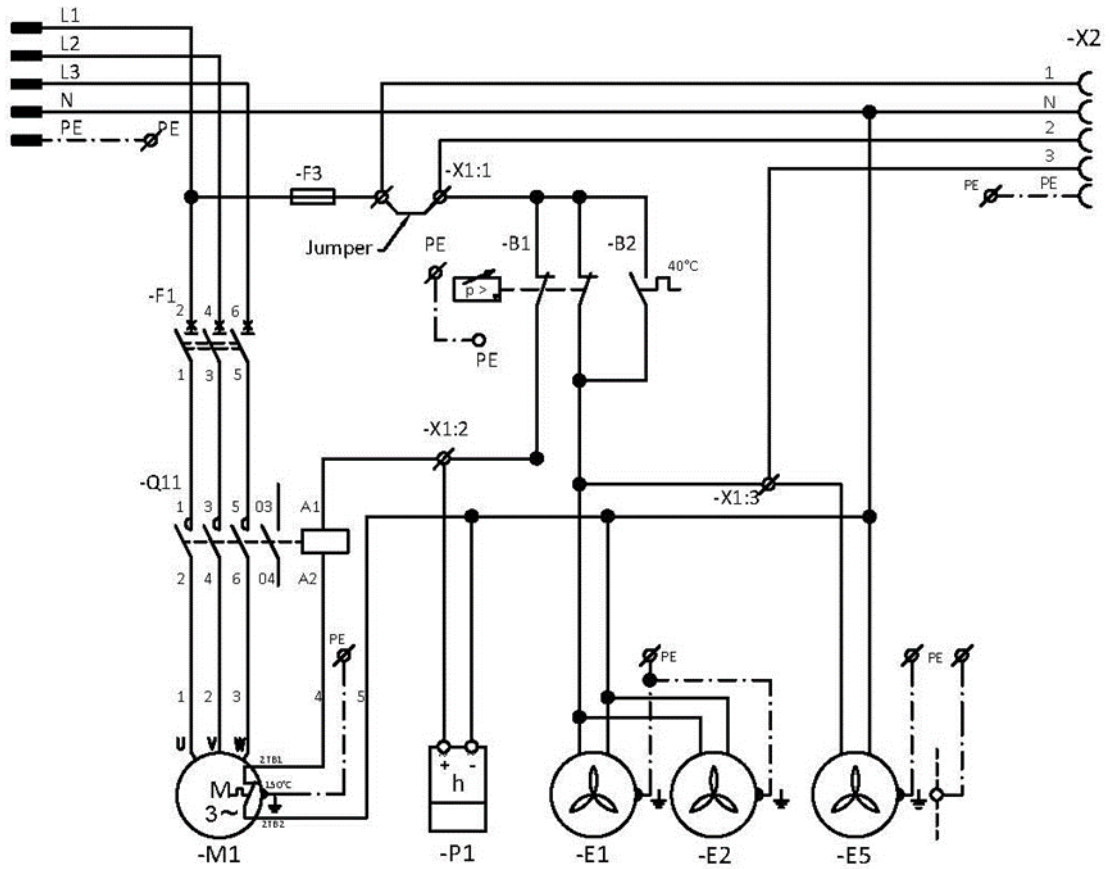 L1
L2
L3
N
PE
PE
-X2
1
N
2
3
PE
PE
-F3
-X1:1
Jumper
PE
-B1
-B2
40°C
p >
PE
-F1
2 4 6
1 3 5
-X1:2
-X1:3
-Q11
1 3 5 03
A1
2 4 6 04
A2
PE
PE
PE
1 2 3 4 5
U V W
2TB1
M
150°C
3~
2TB2
+ -
h
-M1
-P1
-E1
-E2
-E5